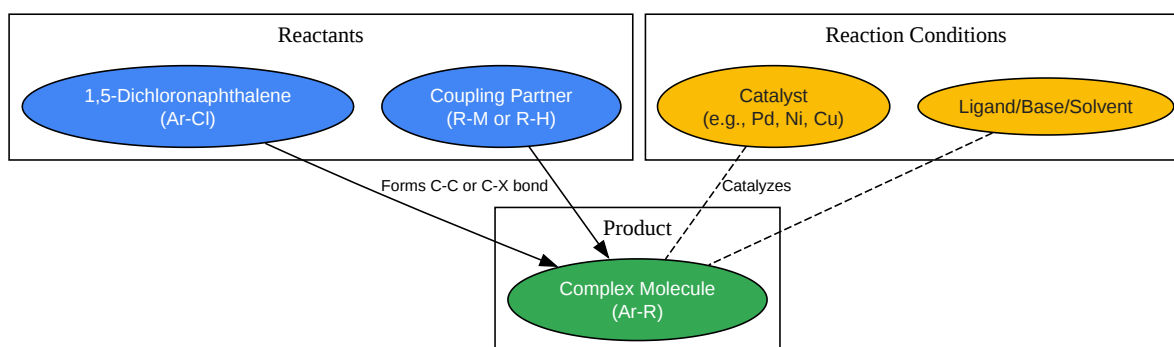 Reactants
1,5-Dichloronaphthalene
(Ar-Cl)
Coupling Partner
(R-M or R-H)
Reaction Conditions
Catalyst
(e.g., Pd, Ni, Cu)
Ligand/Base/Solvent
Forms C-C or C-X bond
Catalyzes
Product
Complex Molecule
(Ar-R)